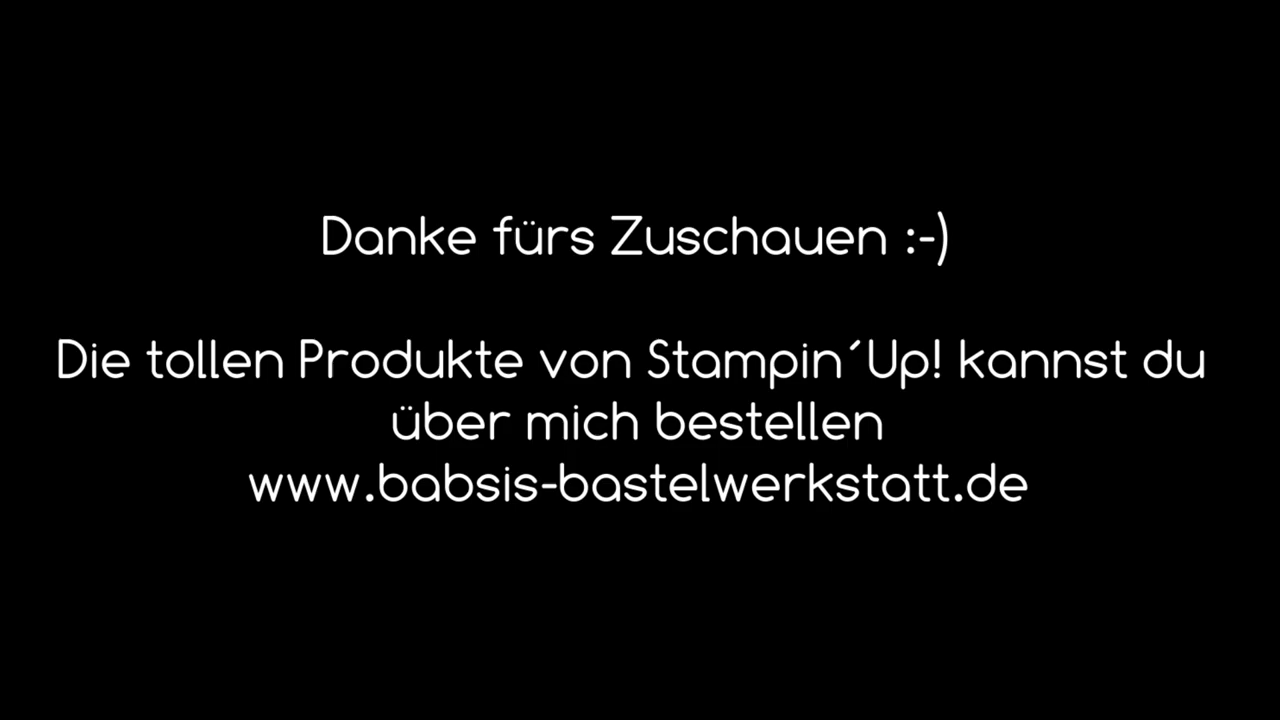 Danke fürs Zuschauen :-)
Die tollen Produkte von Stampin´Up! kannst du
über mich bestellen
www.babsis-bastelwerkstatt.de